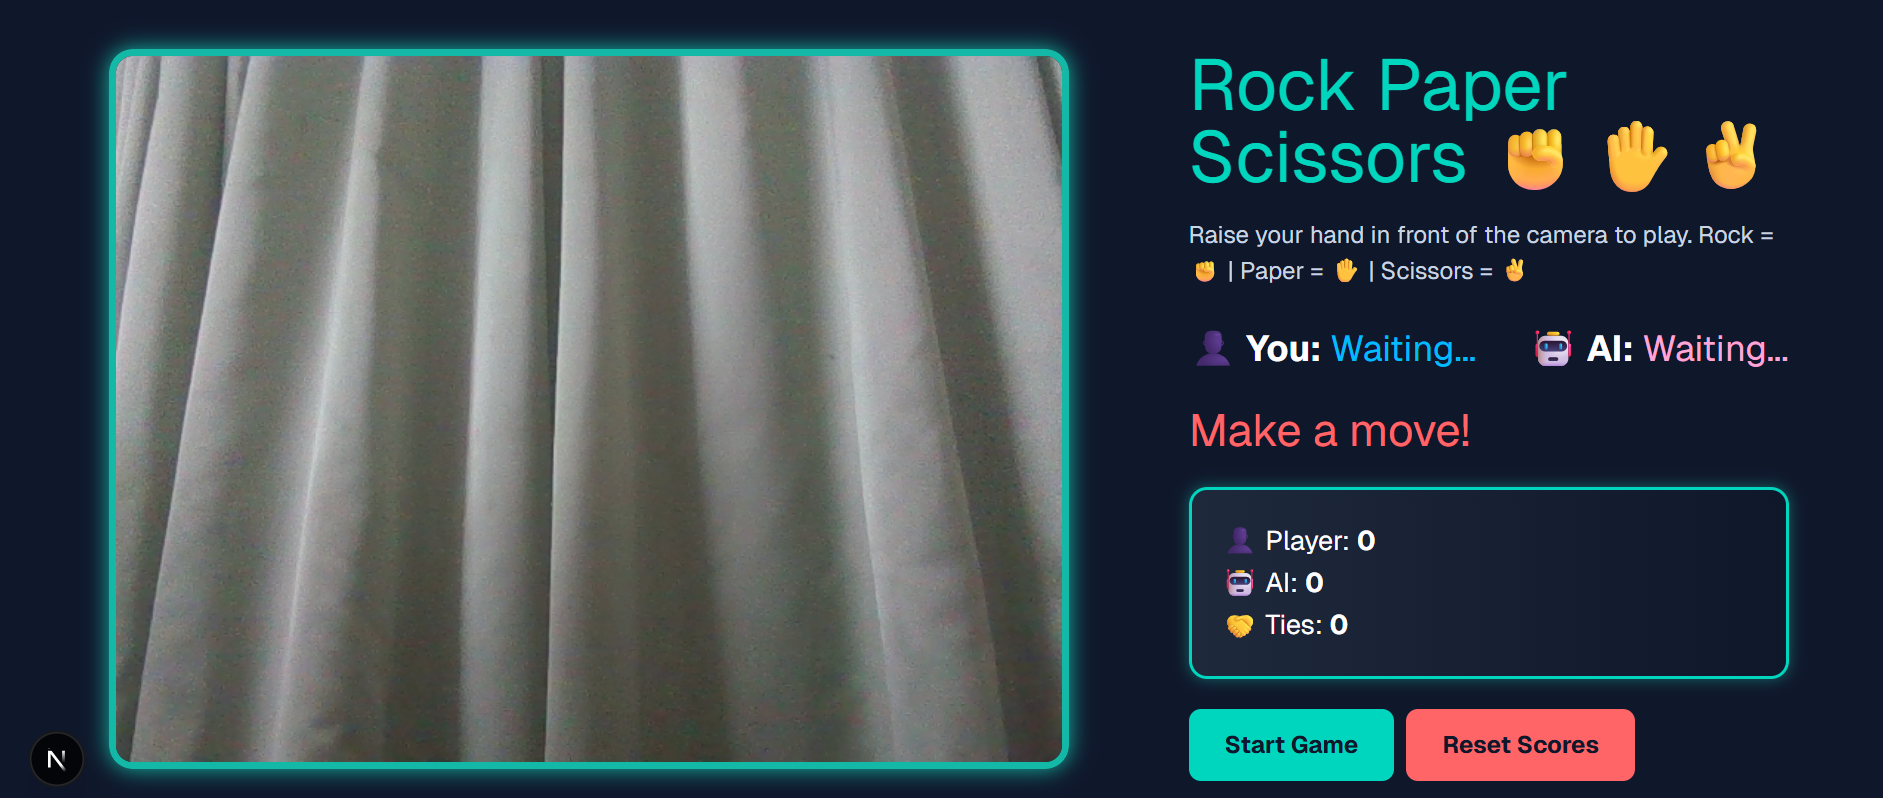 Rock Paper
Scissors ✊ ✋ ✌
Raise your hand in front of the camera to play. Rock =
✊ | Paper = ✋ | Scissors = ✌
👤 You: Waiting... 🤖 AI: Waiting...
Make a move!
👤 Player: 0
🤖 AI: 0
🤝 Ties: 0
Start Game Reset Scores
N